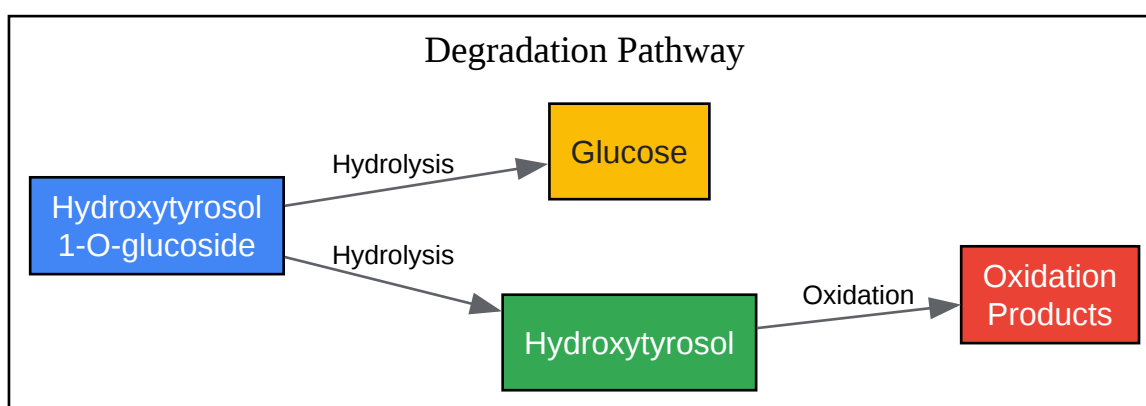 Degradation Pathway
Glucose
Hydrolysis
Hydroxytyrosol
1-O-glucoside
Hydrolysis
Oxidation
Products
Oxidation
Hydroxytyrosol